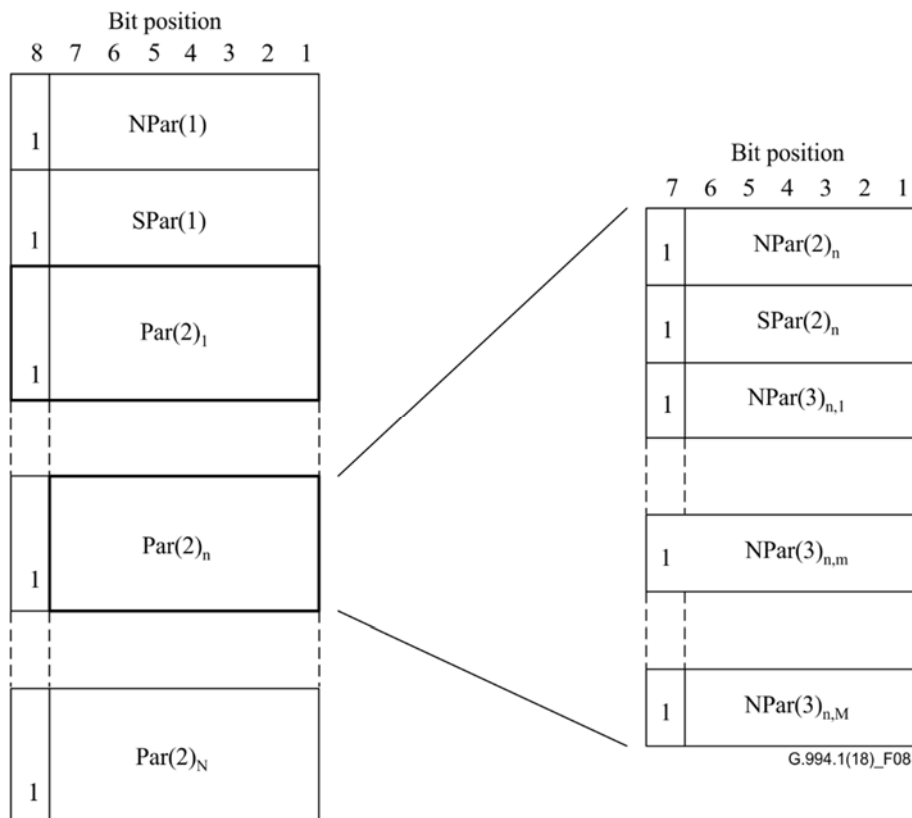 Bit position
8 7 6 5 4 3 2 1
NPar(1)
1
SPar(1)
1
Par(2)₁
1
Par(2)ₙ
1
Par(2)N
1
Bit position
7 6 5 4 3 2 1
1 NPar(2)ₙ
1 SPar(2)ₙ
1 NPar(3)n,1
1 NPar(3)n,m
1 NPar(3)n,M
G.994.1(18)_F08